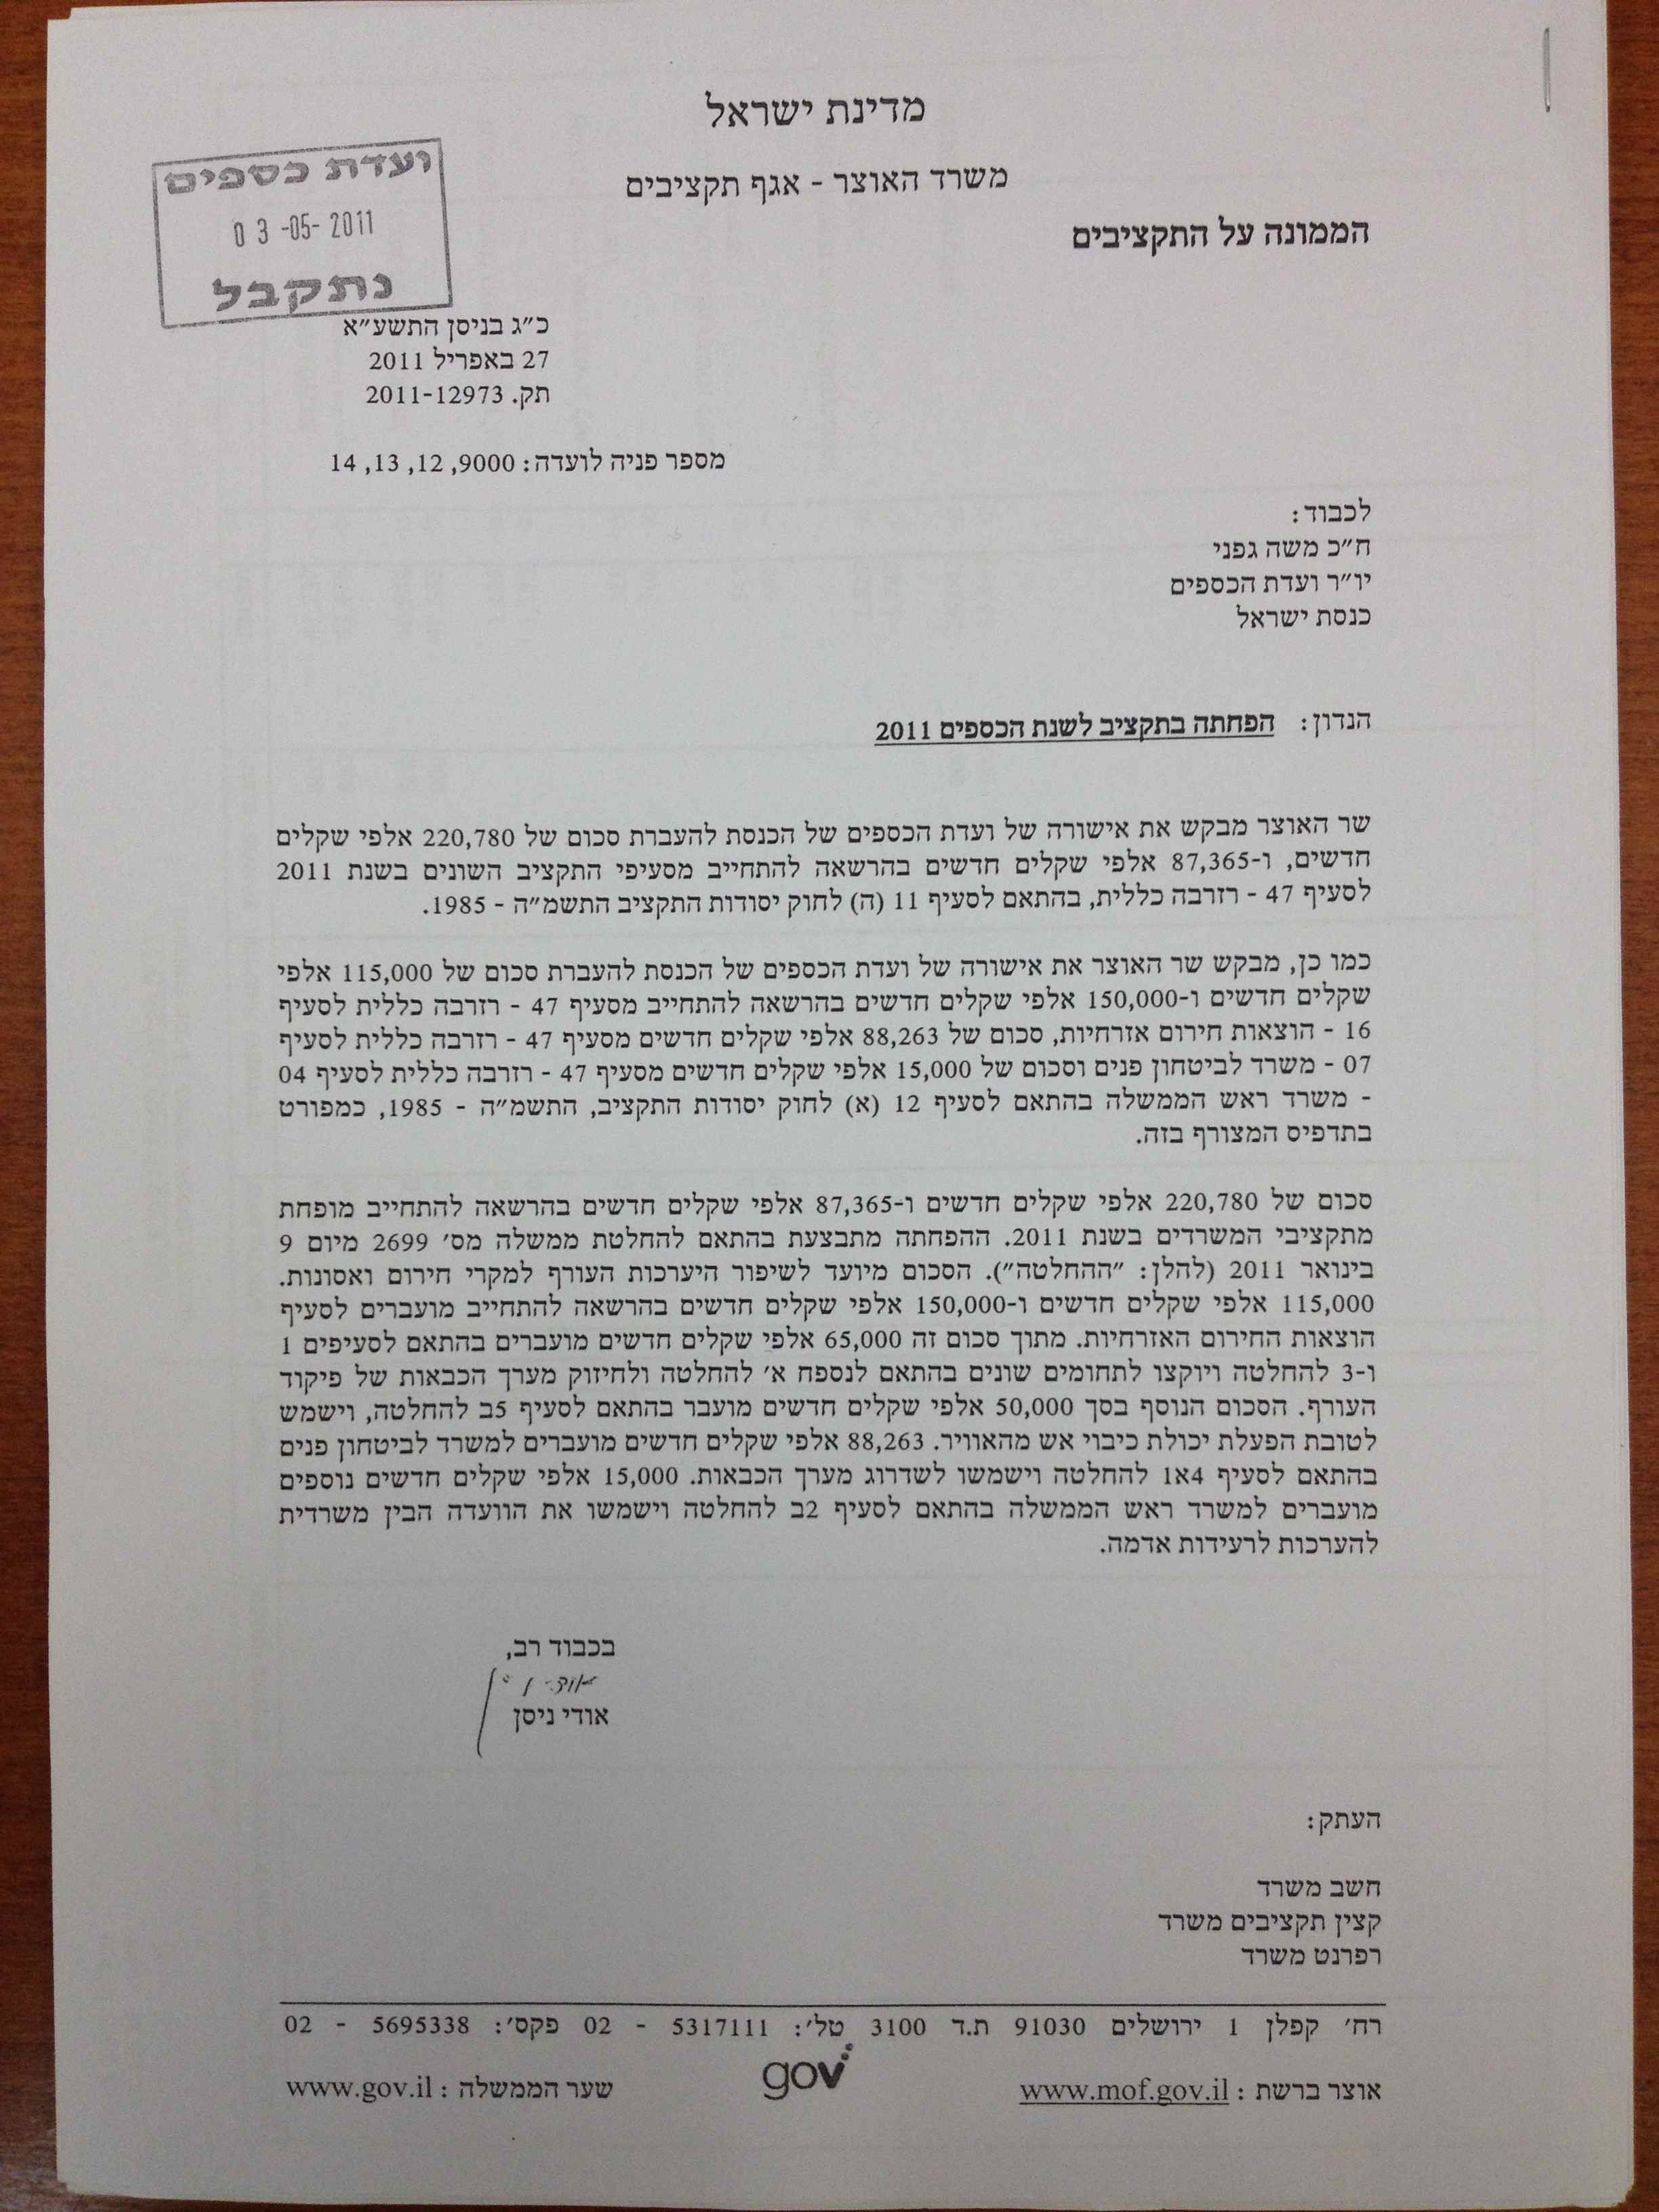 מדינת ישראל
משרד האוצר - אגף תקציבים
הממונה על התקציבים
ועדת כספים
03-05-2011
נתקבל
כ"ג בניסן התשע"א
27 באפריל 2011
תק. 2011-12973
מספר פניה לועדה: 9000, 12, 13, 14
לכבוד:
ח"כ משה גפני
יו"ר ועדת הכספים
כנסת ישראל
הנדון: הפחתה בתקציב לשנת הכספים 2011
שר האוצר מבקש את אישורה של ועדת הכספים של הכנסת להעברת סכום של 220,780 אלפי שקלים
חדשים, ו-87,365 אלפי שקלים חדשים בהרשאה להתחייב מסעיפי התקציב השונים בשנת 2011
לסעיף 47 - רזרבה כללית, בהתאם לסעיף 11 (ה) לחוק יסודות התקציב התשמ"ה - 1985.
כמו כן, מבקש שר האוצר את אישורה של ועדת הכספים של הכנסת להעברת סכום של 115,000 אלפי
שקלים חדשים ו-150,000 אלפי שקלים חדשים בהרשאה להתחייב מסעיף 47 - רזרבה כללית לסעיף
16 - הוצאות חירום אזרחיות, סכום של 88,263 אלפי שקלים חדשים מסעיף 47 - רזרבה כללית לסעיף
07 - משרד לביטחון פנים וסכום של 15,000 אלפי שקלים חדשים מסעיף 47 - רזרבה כללית לסעיף 04
- משרד ראש הממשלה בהתאם לסעיף 12 (א) לחוק יסודות התקציב, התשמ"ה - 1985, כמפורט
בתדפיס המצורף בזה.
סכום של 220,780 אלפי שקלים חדשים ו-87,365 אלפי שקלים חדשים בהרשאה להתחייב מופחת
מתקציבי המשרדים בשנת 2011. ההפחתה מתבצעת בהתאם להחלטת ממשלה מס' 2699 מיום 9
בינואר 2011 (להלן: "ההחלטה"). הסכום מיועד לשיפור היערכות העורף למקרי חירום ואסונות.
115,000 אלפי שקלים חדשים ו-150,000 אלפי שקלים חדשים בהרשאה להתחייב מועברים לסעיף
הוצאות החירום האזרחיות. מתוך סכום זה 65,000 אלפי שקלים חדשים מועברים בהתאם לסעיפים 1
ו-3 להחלטה ויוקצו לתחומים שונים בהתאם לנספח א' להחלטה ולחיזוק מערך הכבאות של פיקוד
העורף. הסכום הנוסף בסך 50,000 אלפי שקלים חדשים מועבר בהתאם לסעיף 5ב להחלטה, וישמש
לטובת הפעלת יכולת כיבוי אש מהאוויר. 88,263 אלפי שקלים חדשים מועברים למשרד לביטחון פנים
בהתאם לסעיף 4א1 להחלטה וישמשו לשדרוג מערך הכבאות. 15,000 אלפי שקלים חדשים נוספים
מועברים למשרד ראש הממשלה בהתאם לסעיף 2ב להחלטה וישמשו את הוועדה הבין משרדית
להערכות לרעידות אדמה.
בכבוד רב,
אודי ניסן
העתק:
חשב משרד
קצין תקציבים משרד
רפרנט משרד
רח' קפלן 1 ירושלים 91030 ת.ד 3100 טל': 5317111 - 02 פקס': 5695338 - 02
אוצר ברשת: www.mof.gov.il gov שער הממשלה: www.gov.il